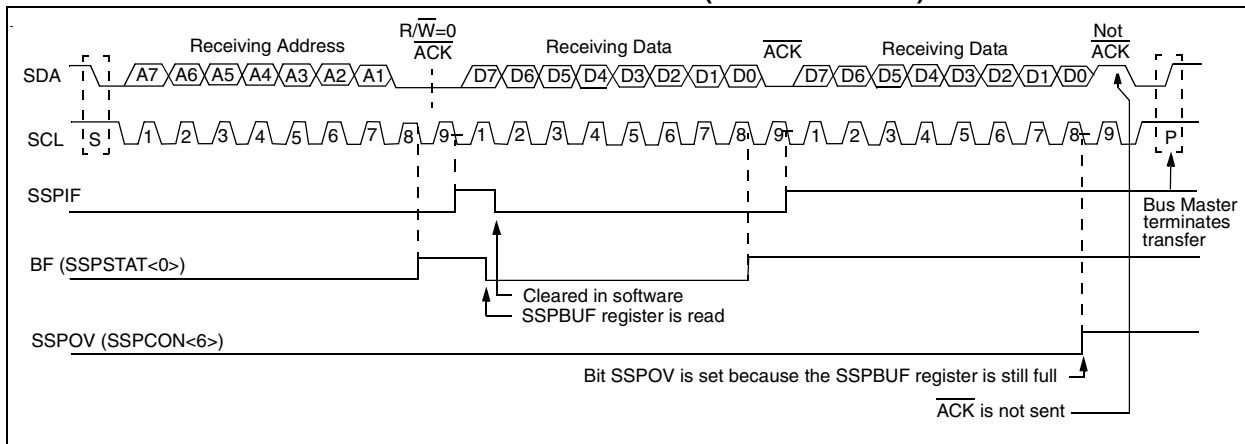 R/W̅=0
Receiving Address A̅C̅K̅ Receiving Data A̅C̅K̅ Receiving Data Not A̅C̅K̅
SDA A7 A6 A5 A4 A3 A2 A1 D7 D6 D5 D4 D3 D2 D1 D0 D7 D6 D5 D4 D3 D2 D1 D0
SCL S 1 2 3 4 5 6 7 8 9 1 2 3 4 5 6 7 8 9 1 2 3 4 5 6 7 8 9 P
SSPIF
Bus Master
terminates
transfer
BF (SSPSTAT<0>)
Cleared in software
SSPBUF register is read
SSPOV (SSPCON<6>)
Bit SSPOV is set because the SSPBUF register is still full
A̅C̅K̅ is not sent